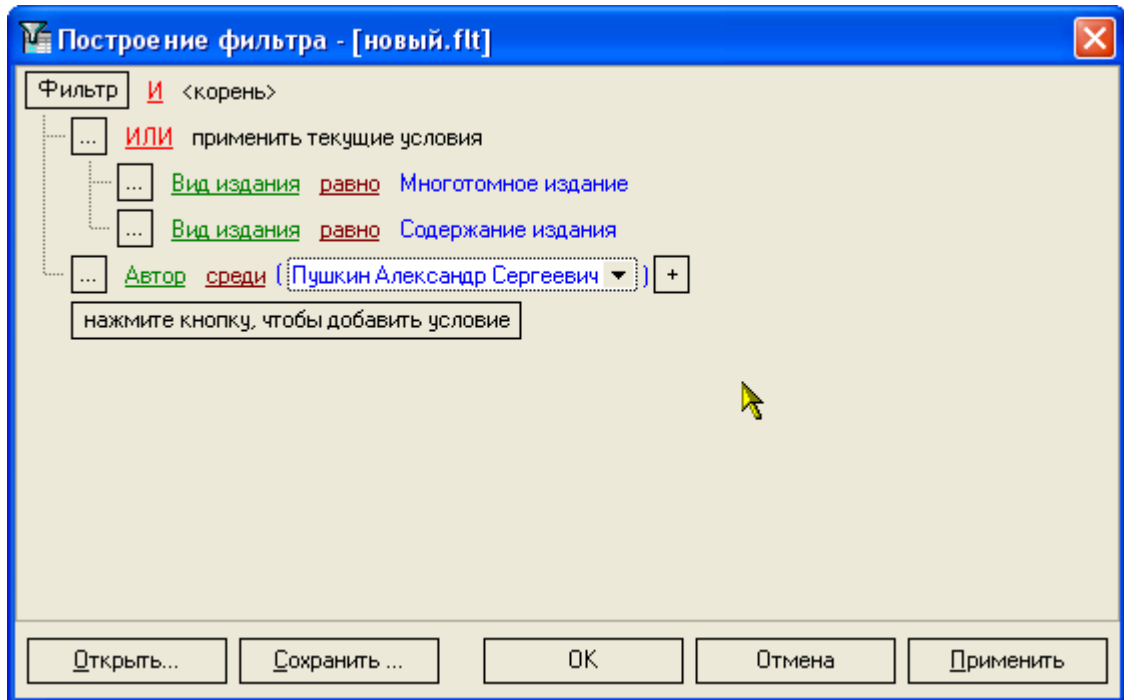 Построение фильтра - [новый.flt]
Фильтр И <корень>
... ИЛИ применить текущие условия
... Вид издания равно Многотомное издание
... Вид издания равно Содержание издания
... Автор среди ( Пушкин Александр Сергеевич ) +
нажмите кнопку, чтобы добавить условие
Открыть... Сохранить ... OK Отмена Применить